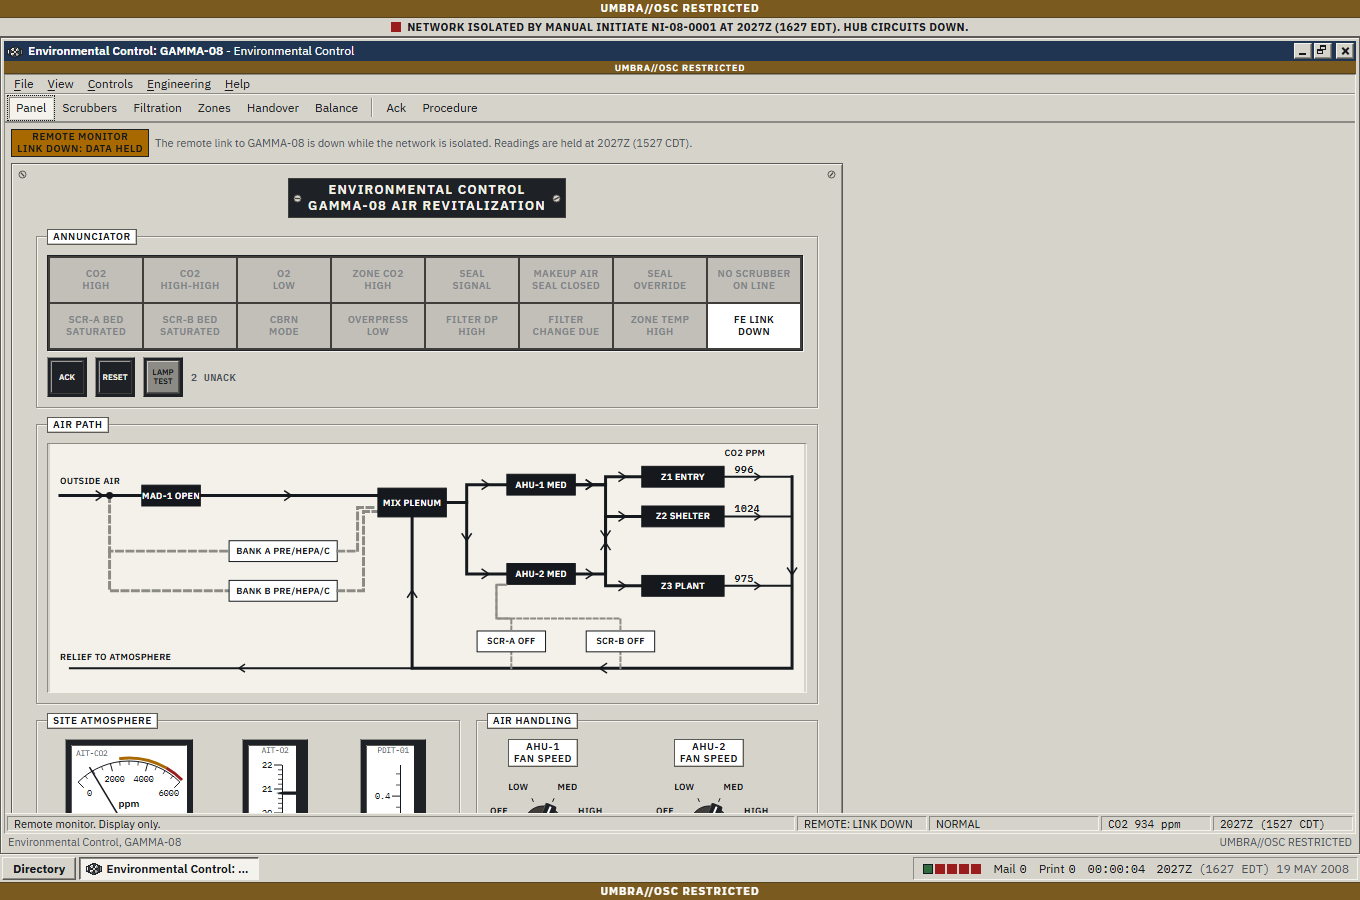 UMBRA//OSC RESTRICTED
NETWORK ISOLATED BY MANUAL INITIATE NI-08-0001 AT 2027Z (1627 EDT). HUB CIRCUITS DOWN.
Environmental Control: GAMMA-08 - Environmental Control
UMBRA//OSC RESTRICTED
File View Controls Engineering Help
Panel Scrubbers Filtration Zones Handover Balance Ack Procedure
REMOTE MONITOR
LINK DOWN: DATA HELD
The remote link to GAMMA-08 is down while the network is isolated. Readings are held at 2027Z (1527 CDT).
ENVIRONMENTAL CONTROL
GAMMA-08 AIR REVITALIZATION
ANNUNCIATOR
CO2 HIGH
CO2 HIGH-HIGH
O2 LOW
ZONE CO2 HIGH
SEAL SIGNAL
MAKEUP AIR SEAL CLOSED
SEAL OVERRIDE
NO SCRUBBER ON LINE
SCR-A BED SATURATED
SCR-B BED SATURATED
CBRN MODE
OVERPRESS LOW
FILTER DP HIGH
FILTER CHANGE DUE
ZONE TEMP HIGH
FE LINK DOWN
ACK
RESET
LAMP TEST
2 UNACK
AIR PATH
CO2 PPM
OUTSIDE AIR
MAD-1 OPEN
MIX PLENUM
AHU-1 MED
Z1 ENTRY
996
Z2 SHELTER
1024
BANK A PRE/HEPA/C
AHU-2 MED
Z3 PLANT
975
BANK B PRE/HEPA/C
SCR-A OFF
SCR-B OFF
RELIEF TO ATMOSPHERE
SITE ATMOSPHERE
AIT-CO2
0 2000 4000 6000
ppm
AIT-O2
22
21
PDIT-01
0.4
AIR HANDLING
AHU-1
FAN SPEED
LOW MED
OFF HIGH
AHU-2
FAN SPEED
LOW MED
OFF HIGH
Remote monitor. Display only.
REMOTE: LINK DOWN
NORMAL
CO2 934 ppm
2027Z (1527 CDT)
Environmental Control, GAMMA-08
UMBRA//OSC RESTRICTED
Directory
Environmental Control: ...
Mail 0 Print 0 00:00:04 2027Z (1627 EDT) 19 MAY 2008
UMBRA//OSC RESTRICTED